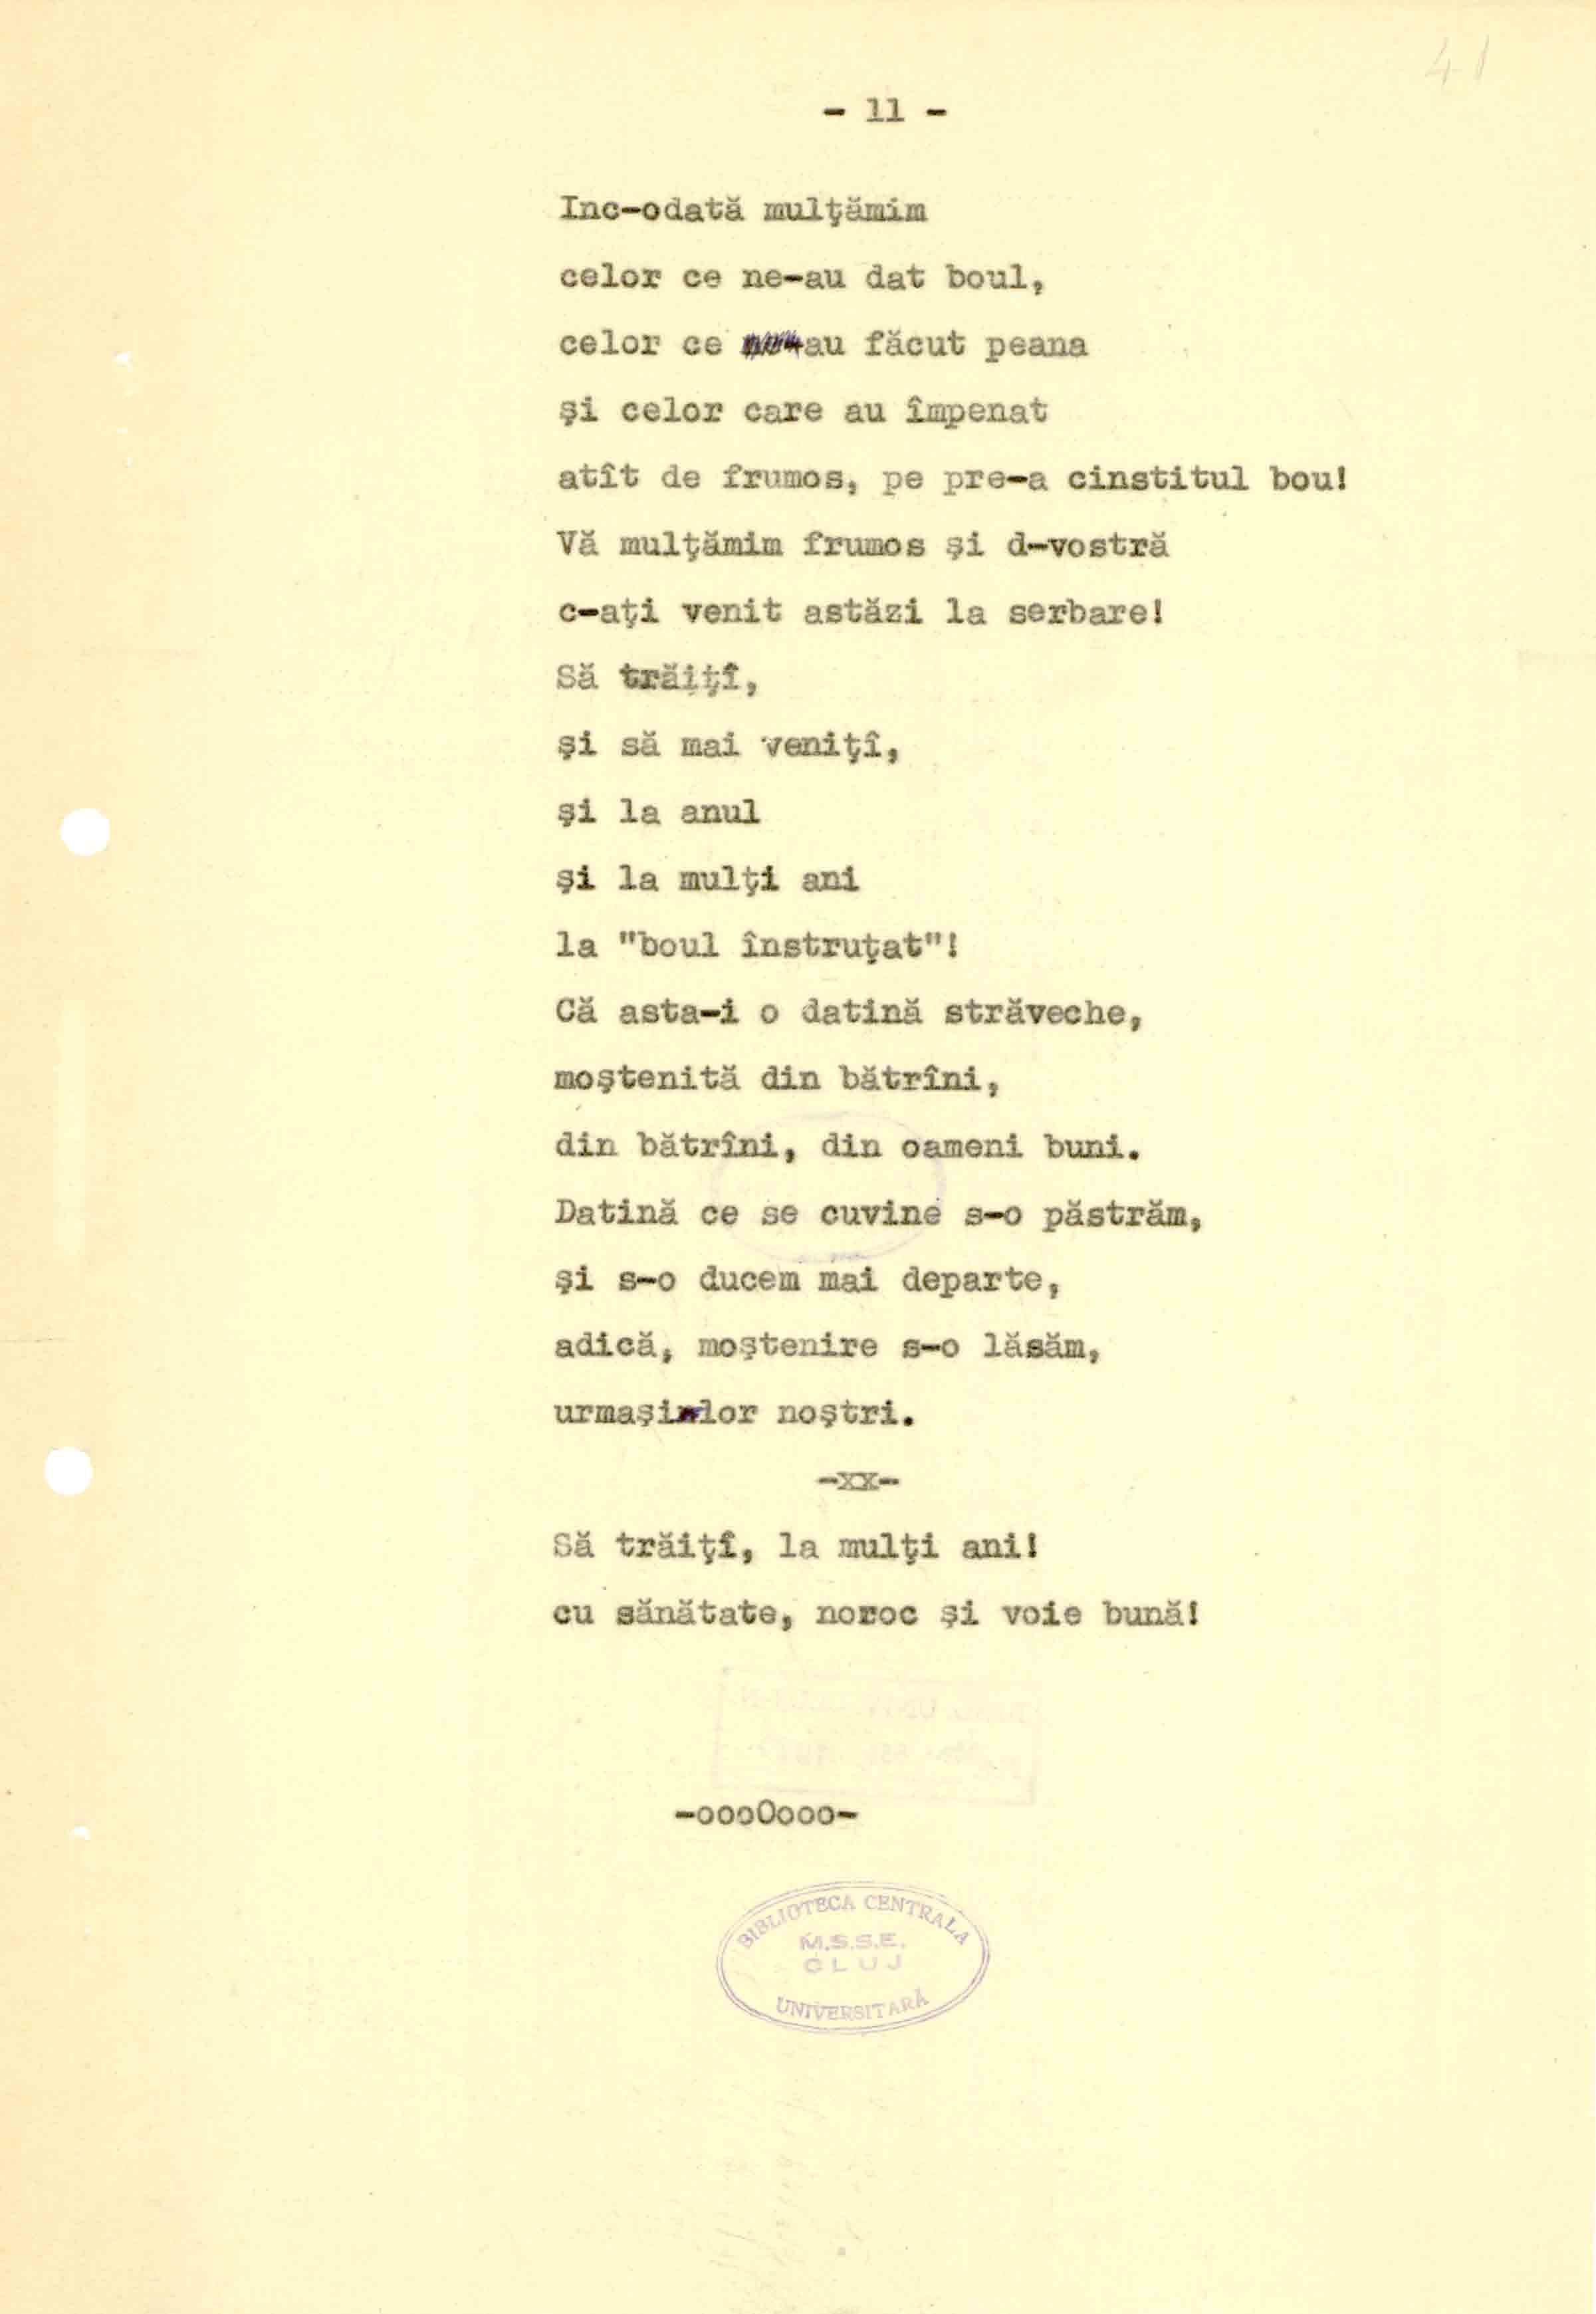 41
- 11 -
Inc-odată mulţămim
celor ce ne-au dat boul,
celor ce au făcut peana
şi celor care au împenat
atît de frumos, pe pre-a cinstitul bou!
Vă mulţămim frumos şi d-vostră
c-aţi venit astăzi la serbare!
Să trăiţî,
şi să mai veniţî,
şi la anul
şi la mulţi ani
la "boul înstruţat"!
Că asta-i o datină străveche,
moştenită din bătrîni,
din bătrîni, din oameni buni.
Datină ce se cuvine s-o păstrăm,
şi s-o ducem mai departe,
adică, moştenire s-o lăsăm,
urmaşilor noştri.
-xx-
Să trăiţî, la mulţi ani!
cu sănătate, noroc şi voie bună!
-oooOooo-
BIBLIOTECA CENTRALA
M.S.S.E.
CLUJ
UNIVERSITARĂ